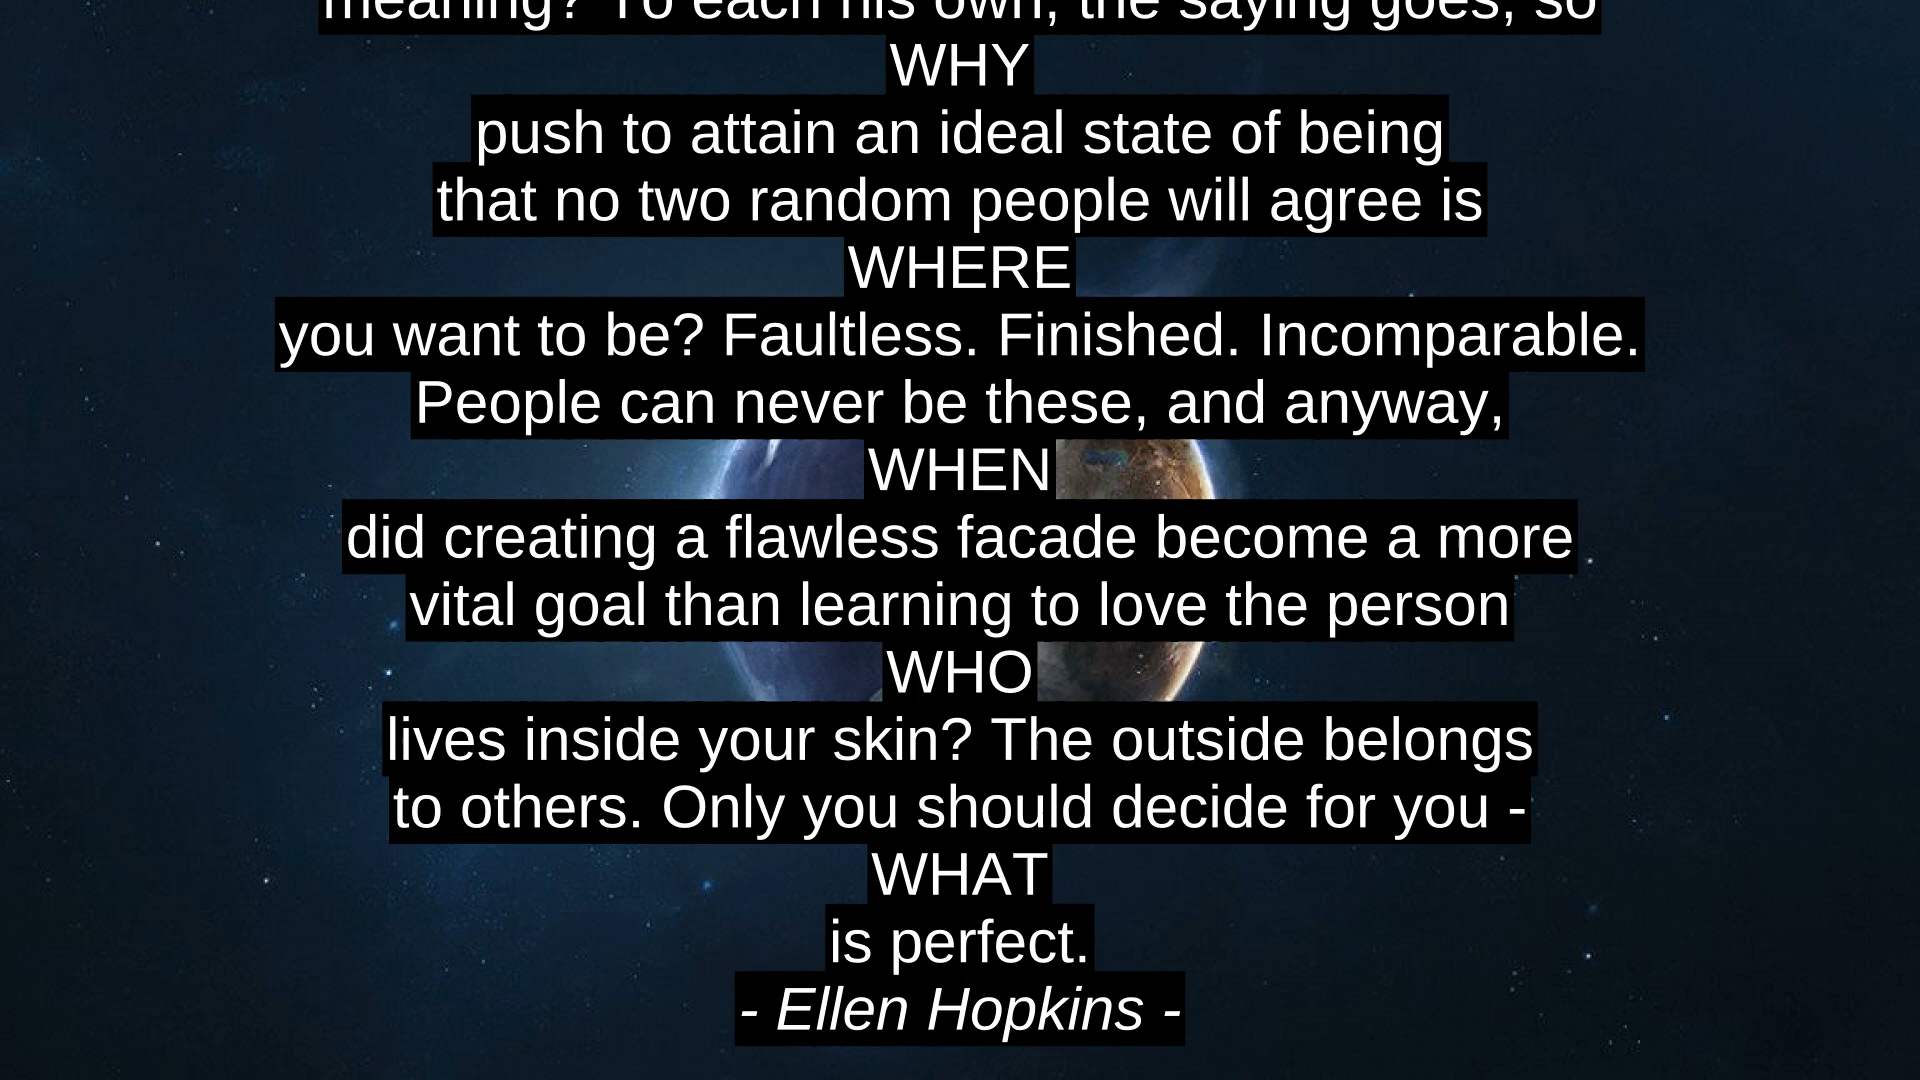 meaning? To each his own, the saying goes, so
WHY
push to attain an ideal state of being
that no two random people will agree is
WHERE
you want to be? Faultless. Finished. Incomparable.
People can never be these, and anyway,
WHEN
did creating a flawless facade become a more
vital goal than learning to love the person
WHO
lives inside your skin? The outside belongs
to others. Only you should decide for you -
WHAT
is perfect.
- Ellen Hopkins -